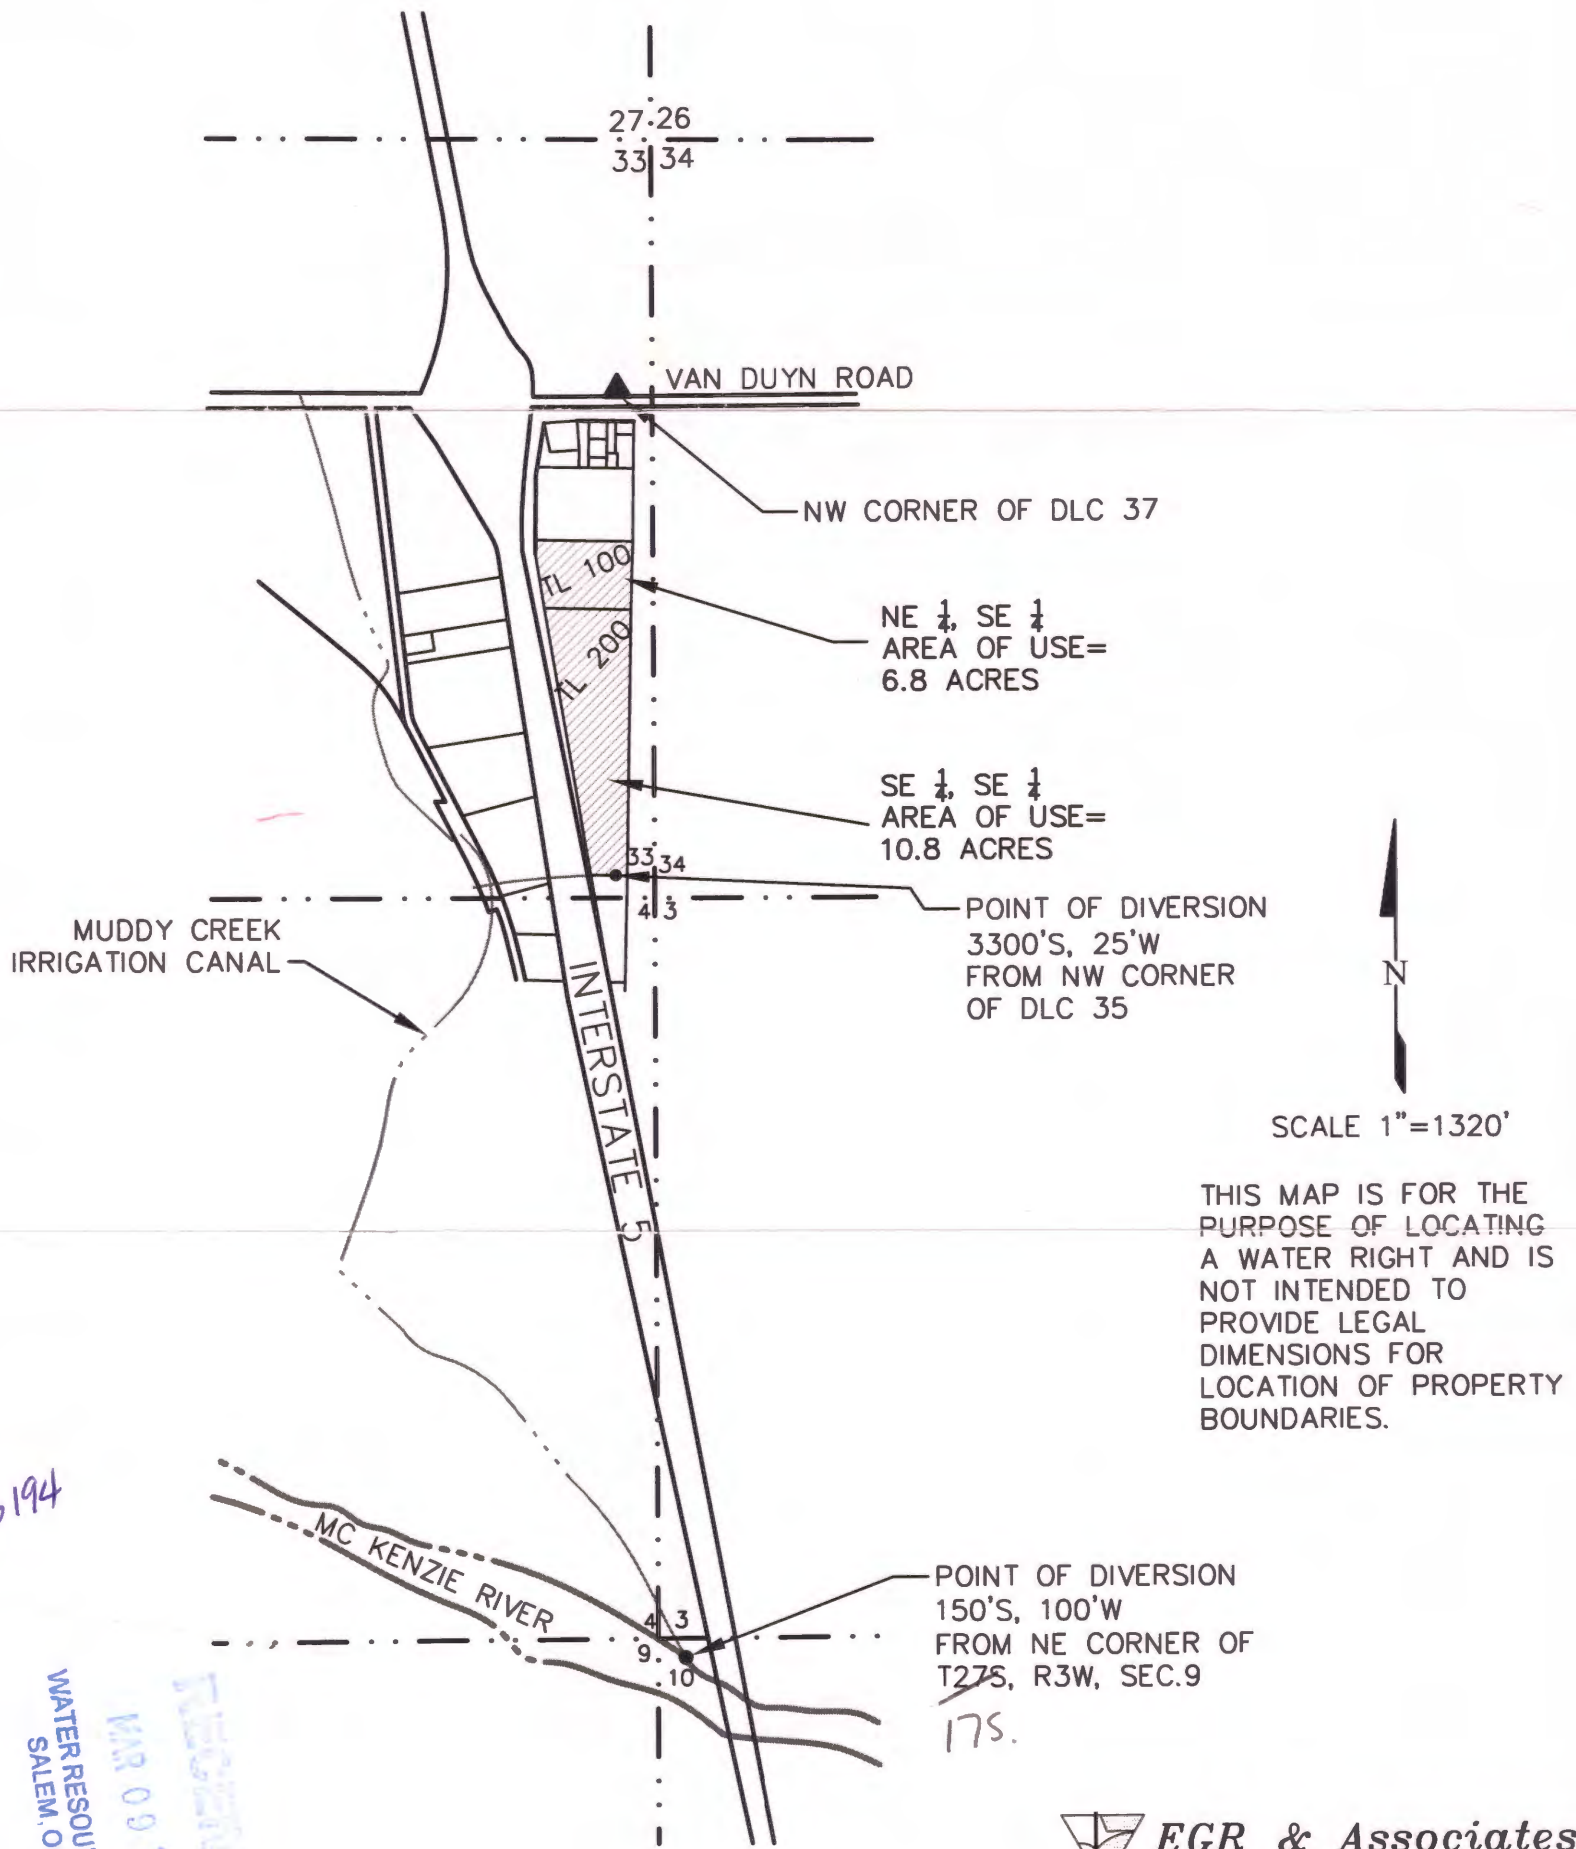 27 26
33 34
VAN DUYN ROAD
NW CORNER OF DLC 37
TL 100
NE 1/4, SE 1/4
AREA OF USE=
6.8 ACRES
TL 200
SE 1/4, SE 1/4
AREA OF USE=
10.8 ACRES
33 34
4 3
POINT OF DIVERSION
3300'S, 25'W
FROM NW CORNER
OF DLC 35
MUDDY CREEK
IRRIGATION CANAL
INTERSTATE 5
N
SCALE 1"=1320'
THIS MAP IS FOR THE
PURPOSE OF LOCATING
A WATER RIGHT AND IS
NOT INTENDED TO
PROVIDE LEGAL
DIMENSIONS FOR
LOCATION OF PROPERTY
BOUNDARIES.
194
MC KENZIE RIVER
4 3
9 10
POINT OF DIVERSION
150'S, 100'W
FROM NE CORNER OF
T27S, R3W, SEC.9
17S.
MAR 09
WATER RESOU
SALEM, O
EGR & Associates